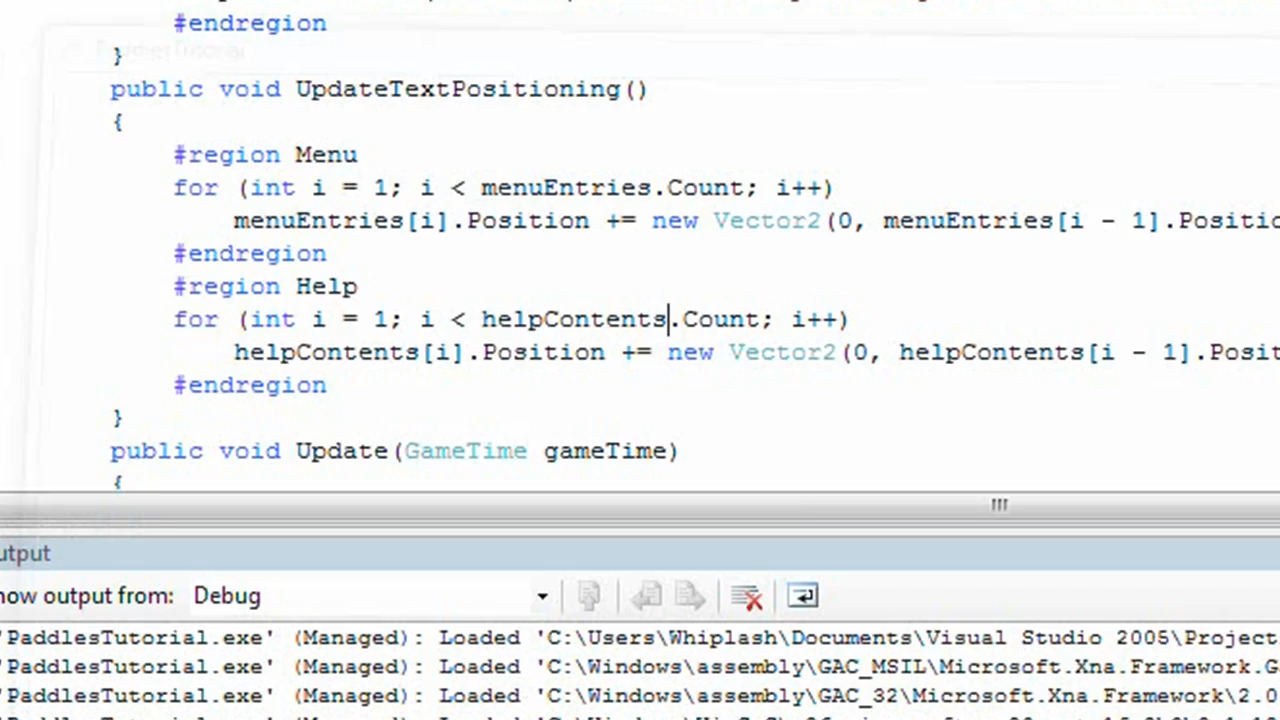 #endregion
}
public void UpdateTextPositioning()
{
#region Menu
for (int i = 1; i < menuEntries.Count; i++)
menuEntries[i].Position += new Vector2(0, menuEntries[i - 1].Positio
#endregion
#region Help
for (int i = 1; i < helpContents.Count; i++)
helpContents[i].Position += new Vector2(0, helpContents[i - 1].Posit
#endregion
}
public void Update(GameTime gameTime)
{
utput
how output from: Debug
'PaddlesTutorial.exe' (Managed): Loaded 'C:\Users\Whiplash\Documents\Visual Studio 2005\Project
'PaddlesTutorial.exe' (Managed): Loaded 'C:\Windows\assembly\GAC_MSIL\Microsoft.Xna.Framework.G
'PaddlesTutorial.exe' (Managed): Loaded 'C:\Windows\assembly\GAC_32\Microsoft.Xna.Framework\2.0